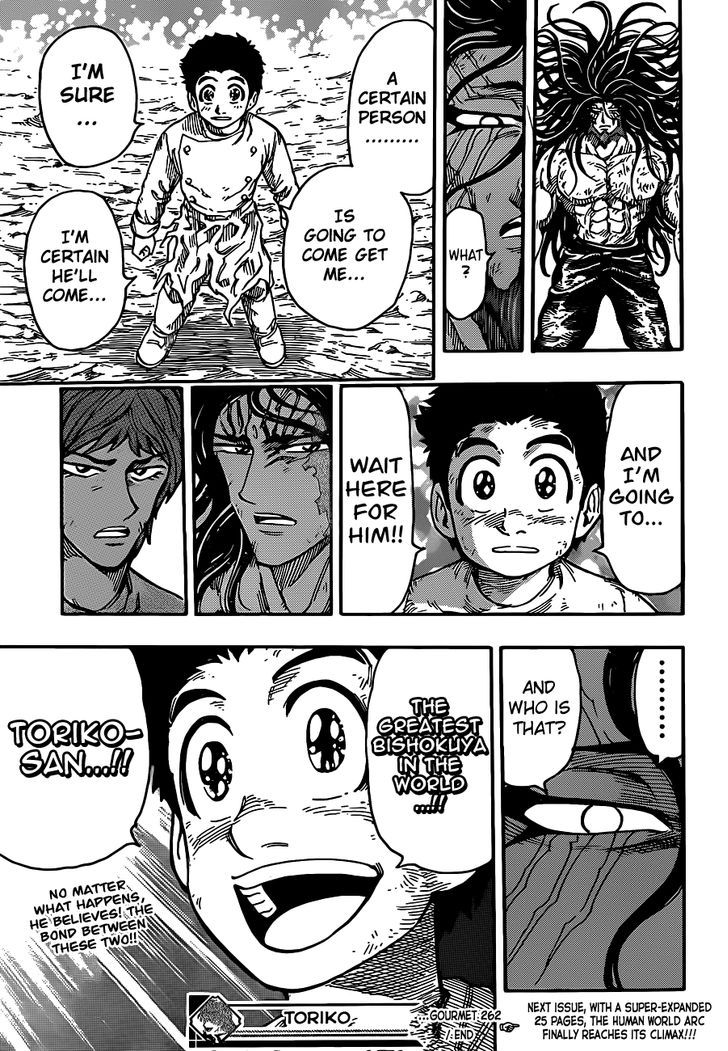 WHAT
?
A
CERTAIN
PERSON
.........
IS
GOING TO
COME GET
ME...
I'M
SURE
...
I'M
CERTAIN
HE'LL
COME...
AND
I'M
GOING
TO...
WAIT
HERE
FOR
HIM!!
........
AND
WHO IS
THAT?
THE
GREATEST
BISHOKUYA
IN THE
WORLD
...!!
TORIKO-
SAN...!!
NO MATTER
WHAT HAPPENS,
HE BELIEVES! THE
BOND BETWEEN
THESE TWO!!
TORIKO
...GOURMET 262
/ END
NEXT ISSUE, WITH A SUPER-EXPANDED
25 PAGES, THE HUMAN WORLD ARC
FINALLY REACHES ITS CLIMAX!!!